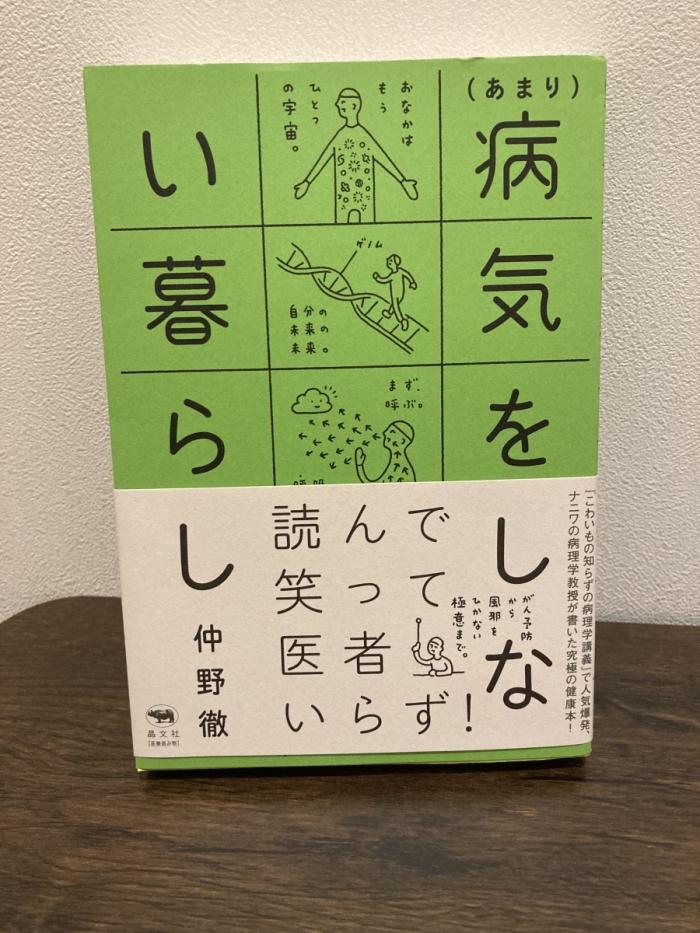 (あまり)
病気をしな
い暮らし
おなかは
もう
ひとつ
の宇宙。
ゲノム
自分の
未来の
未来。
まず、
呼ぶ。
「こわいもの知らずの病理学講義」で人気爆発、
ナニワの病理学教授が書いた究極の健康本!
がん予防
から
風邪を
ひかない
極意まで。
読んで
笑って
医者
いらず!
仲野徹
晶文社